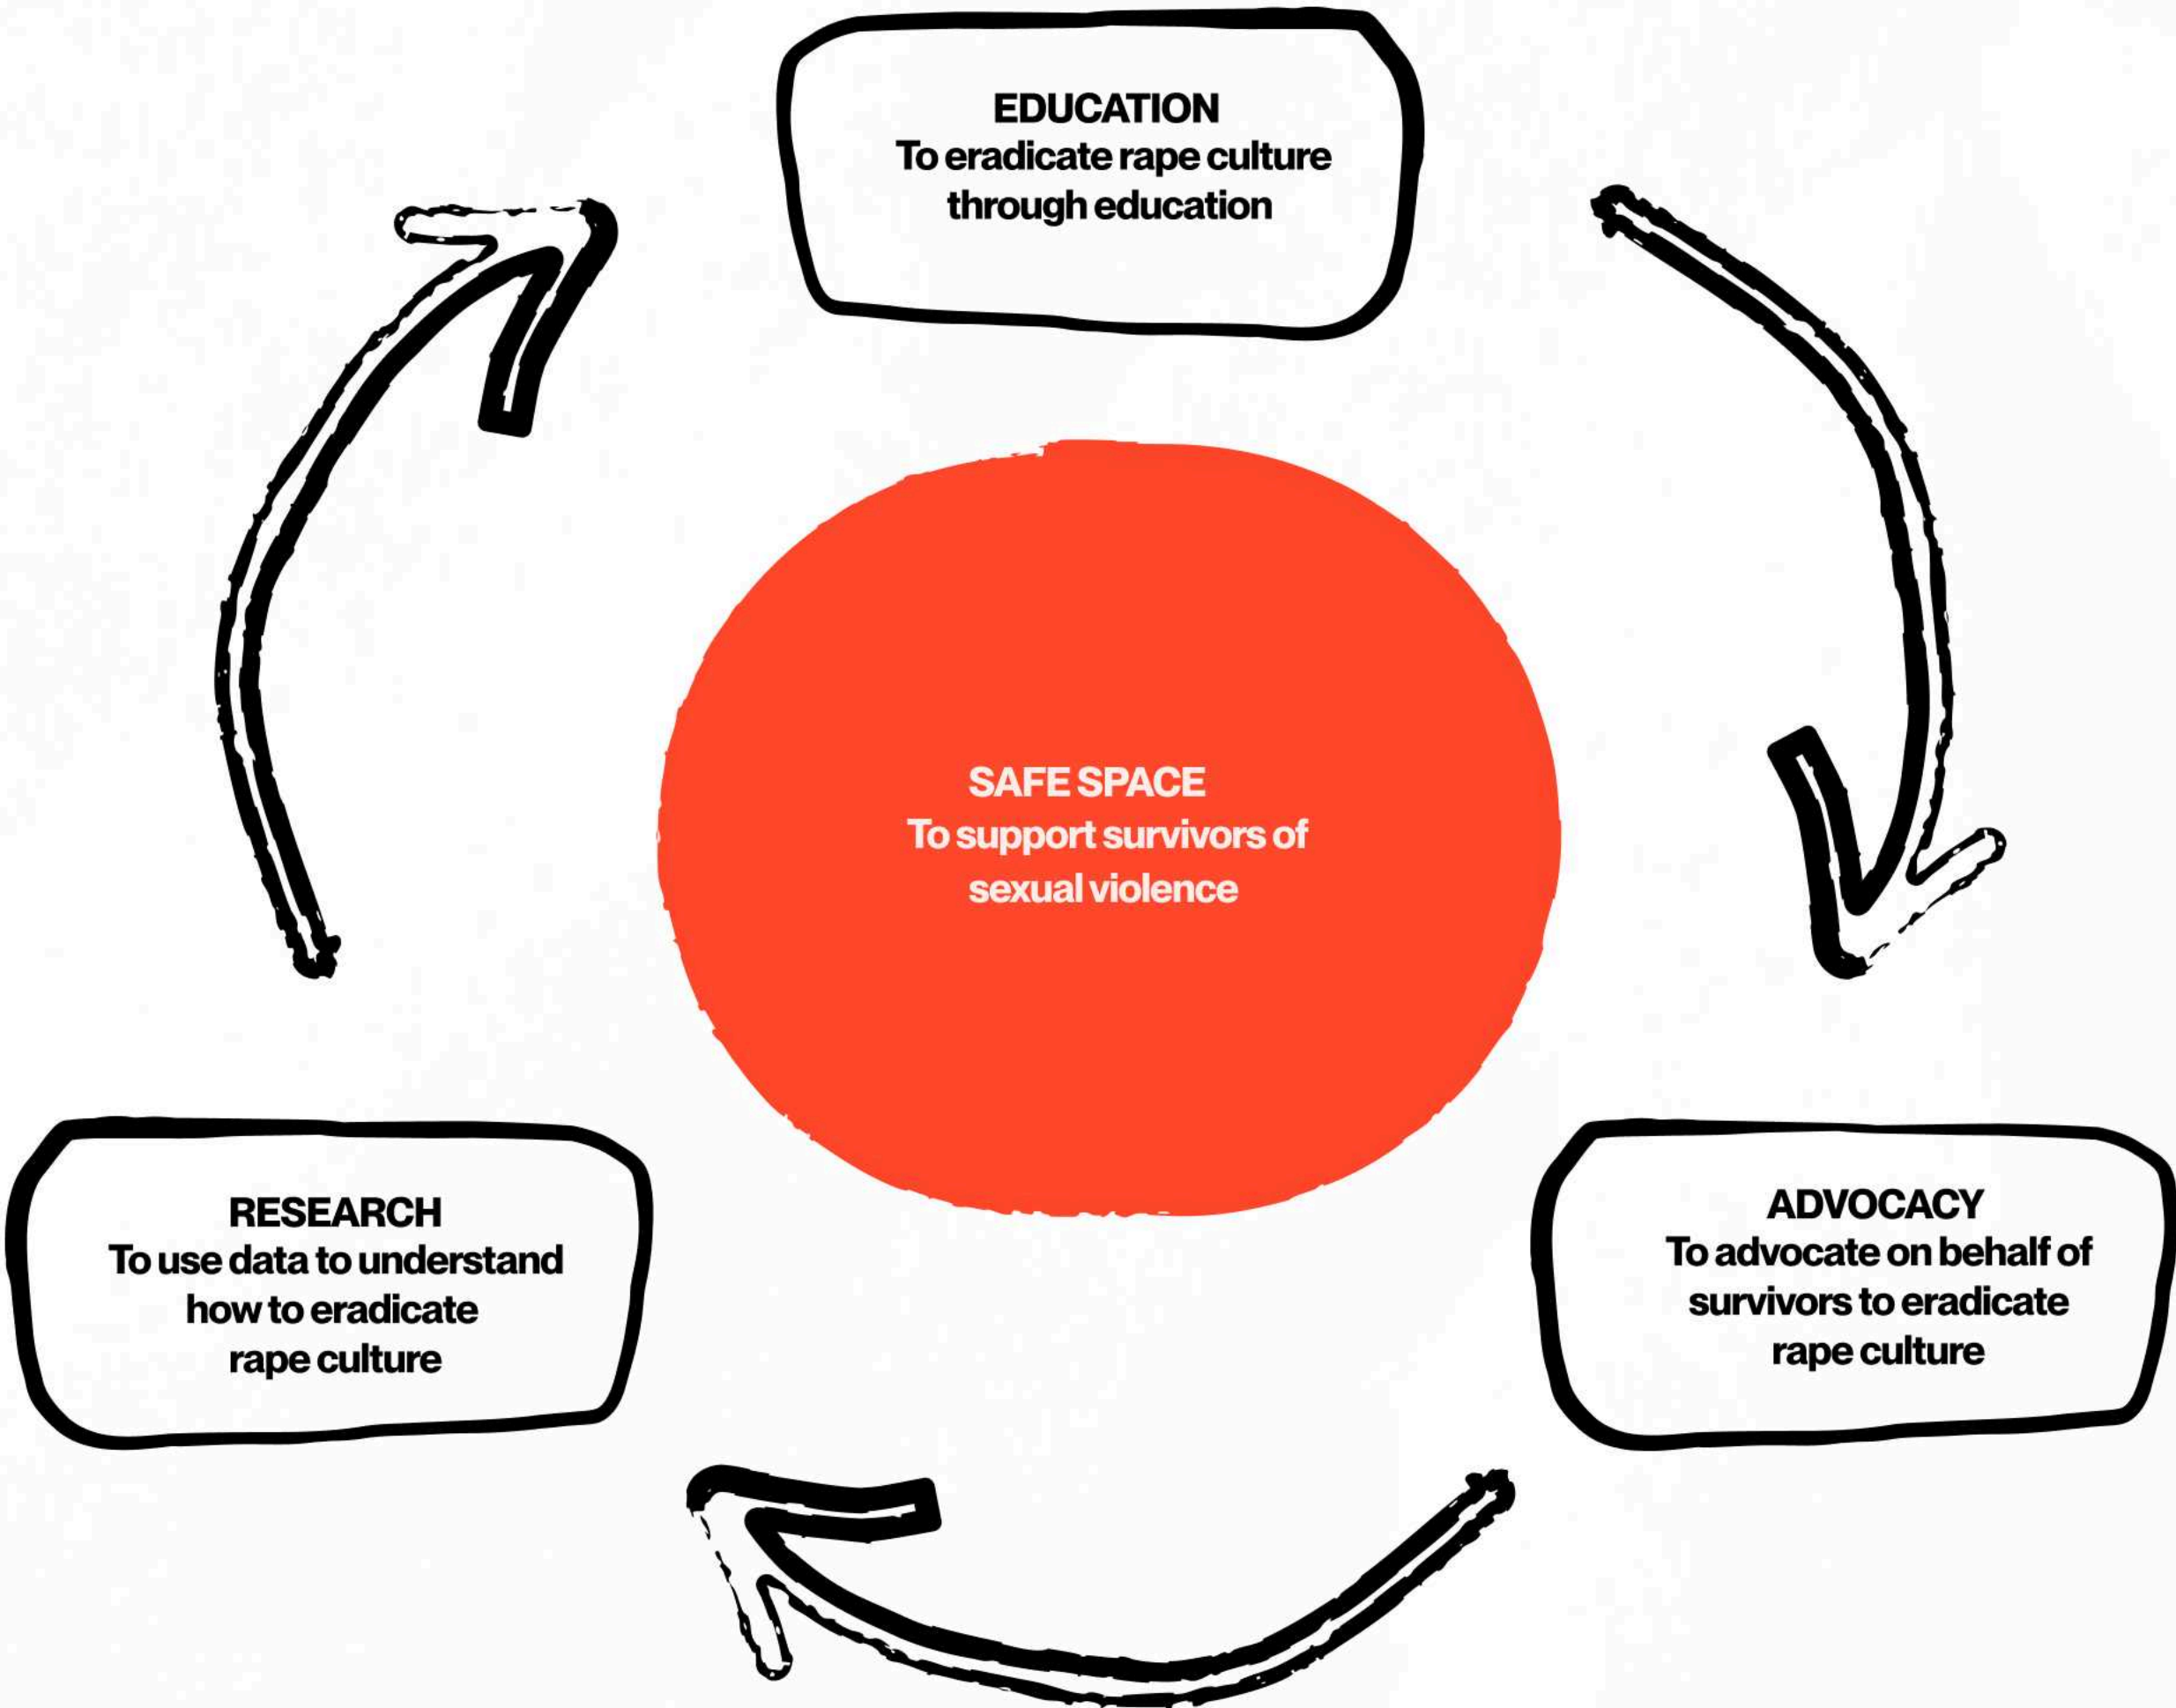 EDUCATION
To eradicate rape culture
through education
SAFE SPACE
To support survivors of
sexual violence
RESEARCH
To use data to understand
how to eradicate
rape culture
ADVOCACY
To advocate on behalf of
survivors to eradicate
rape culture